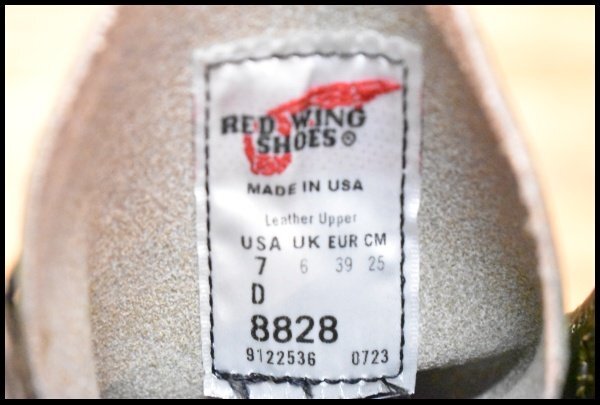 RED WING
SHOES®
MADE IN USA
Leather Upper
USA UK EUR CM
7 6 39 25
D
8828
9122536 0723